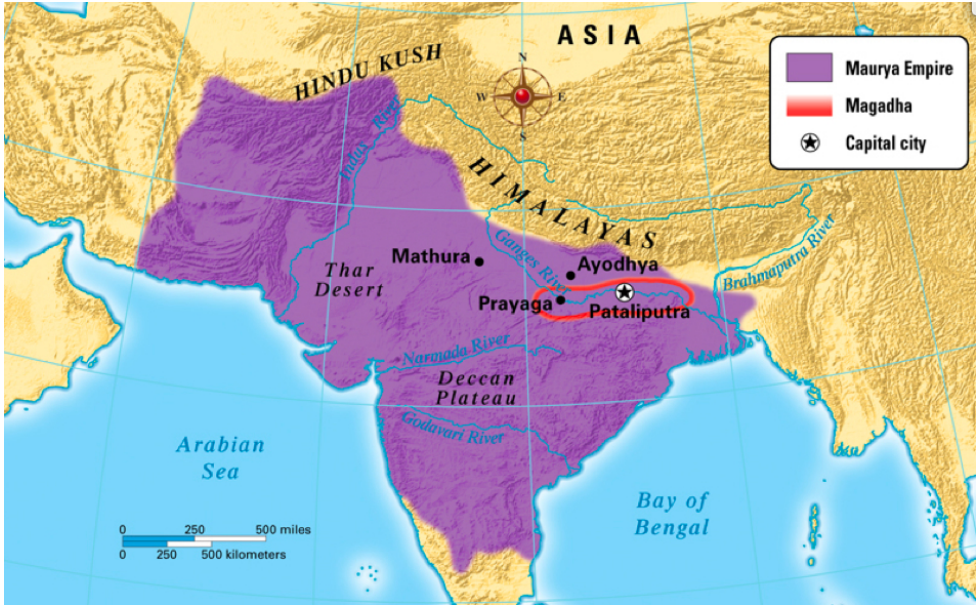 ASIA
HINDU KUSH
N
W
E
S
Maurya Empire
Magadha
Capital city
Indus River
HIMALAYAS
Mathura
Ganges River
Ayodhya
Brahmaputra River
Thar
Desert
Prayaga
Pataliputra
Narmada River
Deccan
Plateau
Godavari River
Arabian
Sea
Bay of
Bengal
0 250 500 miles
0 250 500 kilometers